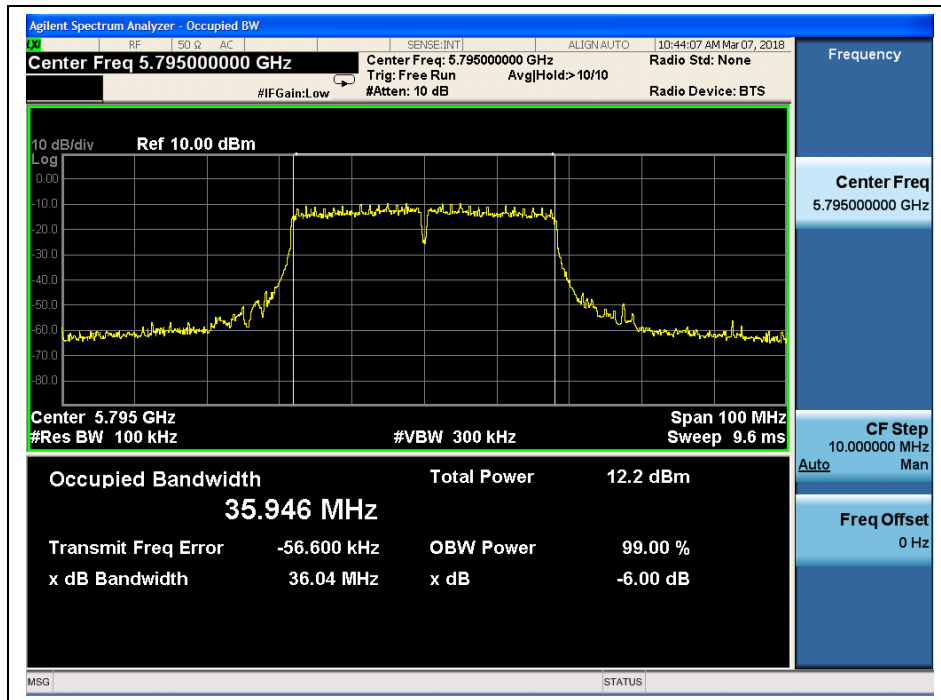 Agilent Spectrum Analyzer - Occupied BW
LXI RF 50 Ω AC SENSE:INT ALIGN AUTO 10:44:07 AM Mar 07, 2018
Center Freq 5.795000000 GHz
Center Freq: 5.795000000 GHz Radio Std: None
Trig: Free Run Avg|Hold:>10/10
#IFGain:Low #Atten: 10 dB Radio Device: BTS
10 dB/div Ref 10.00 dBm
Log
0.00
-10.0
-20.0
-30.0
-40.0
-50.0
-60.0
-70.0
-80.0
Center 5.795 GHz Span 100 MHz
#Res BW 100 kHz #VBW 300 kHz Sweep 9.6 ms
Occupied Bandwidth Total Power 12.2 dBm
35.946 MHz
Transmit Freq Error -56.600 kHz OBW Power 99.00 %
x dB Bandwidth 36.04 MHz x dB -6.00 dB
MSG STATUS
Frequency
Center Freq
5.795000000 GHz
CF Step
10.000000 MHz
Auto Man
Freq Offset
0 Hz